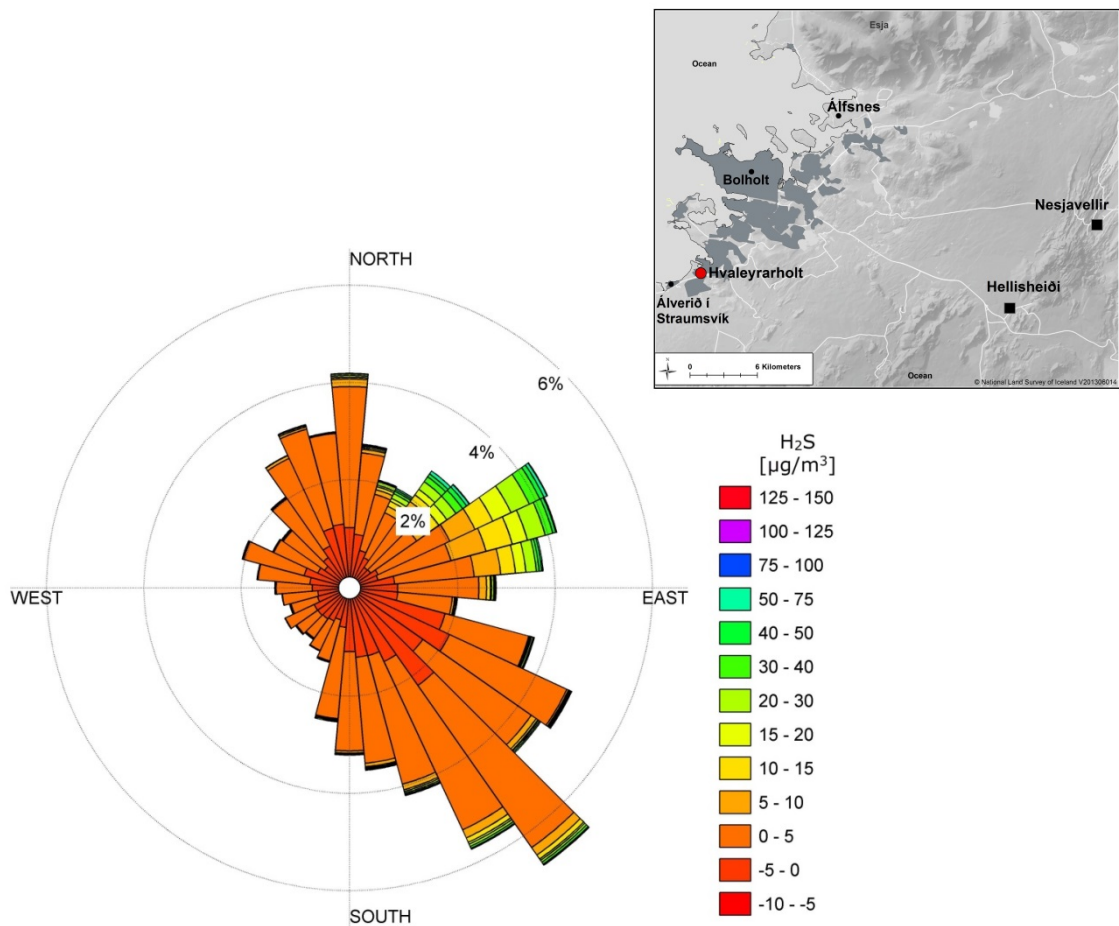 Esja
Ocean
Álfsnes
Bolholt
Nesjavellir
Hvaleyrarholt
Hellisheiði
Álverið í
Straumsvík
0 6 Kilometers
Ocean
© National Land Survey of Iceland V201306014
NORTH
6%
4%
2%
WEST
EAST
SOUTH
H₂S
[µg/m³]
125 - 150
100 - 125
75 - 100
50 - 75
40 - 50
30 - 40
20 - 30
15 - 20
10 - 15
5 - 10
0 - 5
-5 - 0
-10 - -5